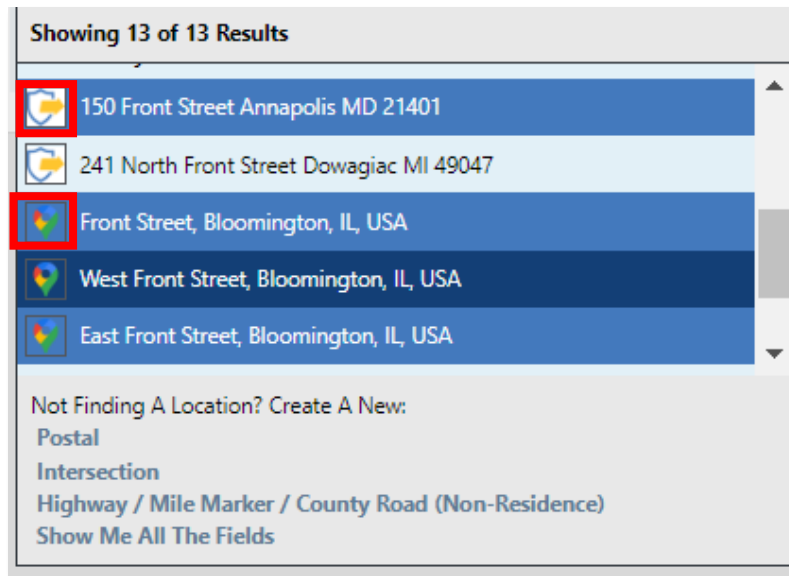 Showing 13 of 13 Results
150 Front Street Annapolis MD 21401
241 North Front Street Dowagiac MI 49047
Front Street, Bloomington, IL, USA
West Front Street, Bloomington, IL, USA
East Front Street, Bloomington, IL, USA
Not Finding A Location? Create A New:
Postal
Intersection
Highway / Mile Marker / County Road (Non-Residence)
Show Me All The Fields